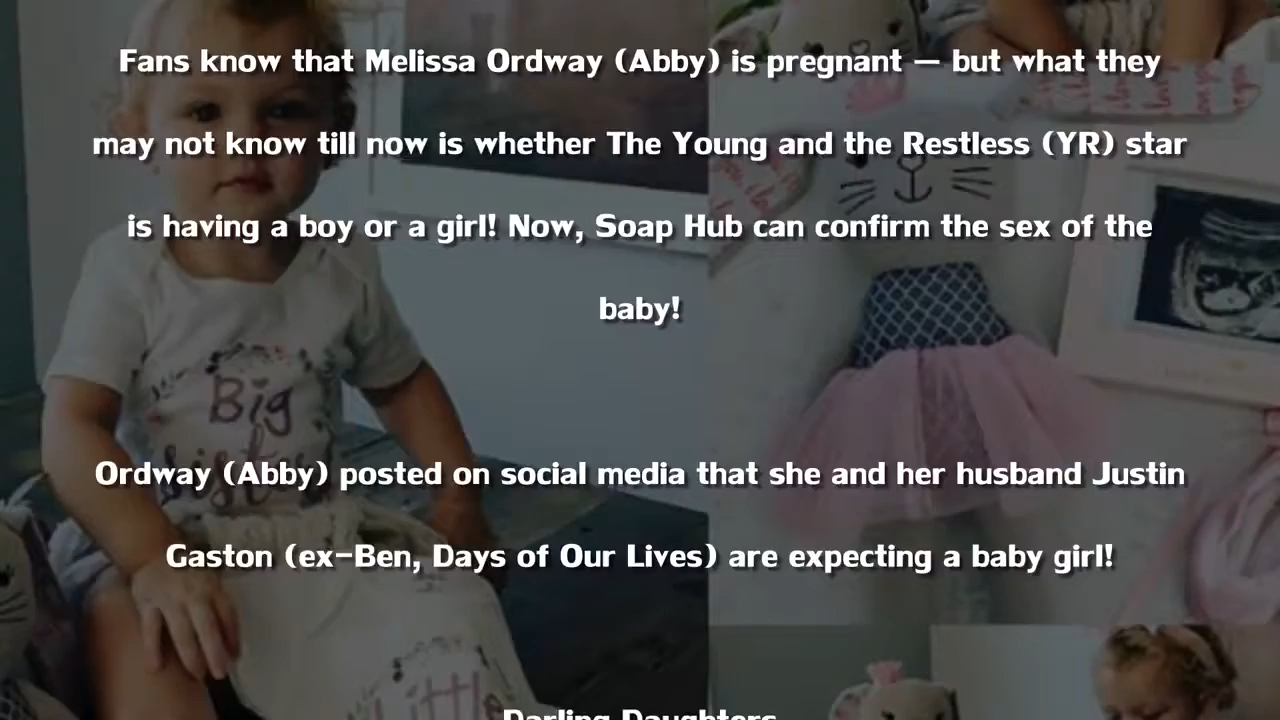 Fans know that Melissa Ordway (Abby) is pregnant — but what they
may not know till now is whether The Young and the Restless (YR) star
is having a boy or a girl! Now, Soap Hub can confirm the sex of the
baby!
Big
sister
Ordway (Abby) posted on social media that she and her husband Justin
Gaston (ex-Ben, Days of Our Lives) are expecting a baby girl!
Little
Darling Daughters